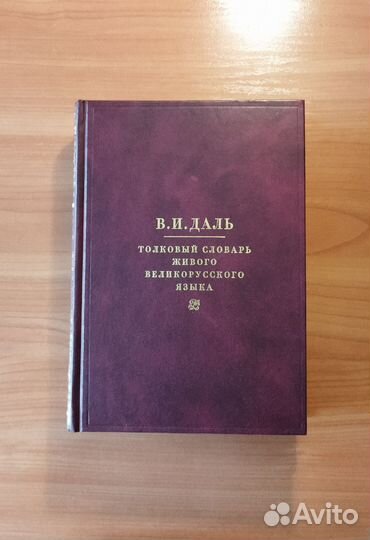 В.И.ДАЛЬ
ТОЛКОВЫЙ СЛОВАРЬ
ЖИВОГО
ВЕЛИКОРУССКОГО
ЯЗЫКА
Avito